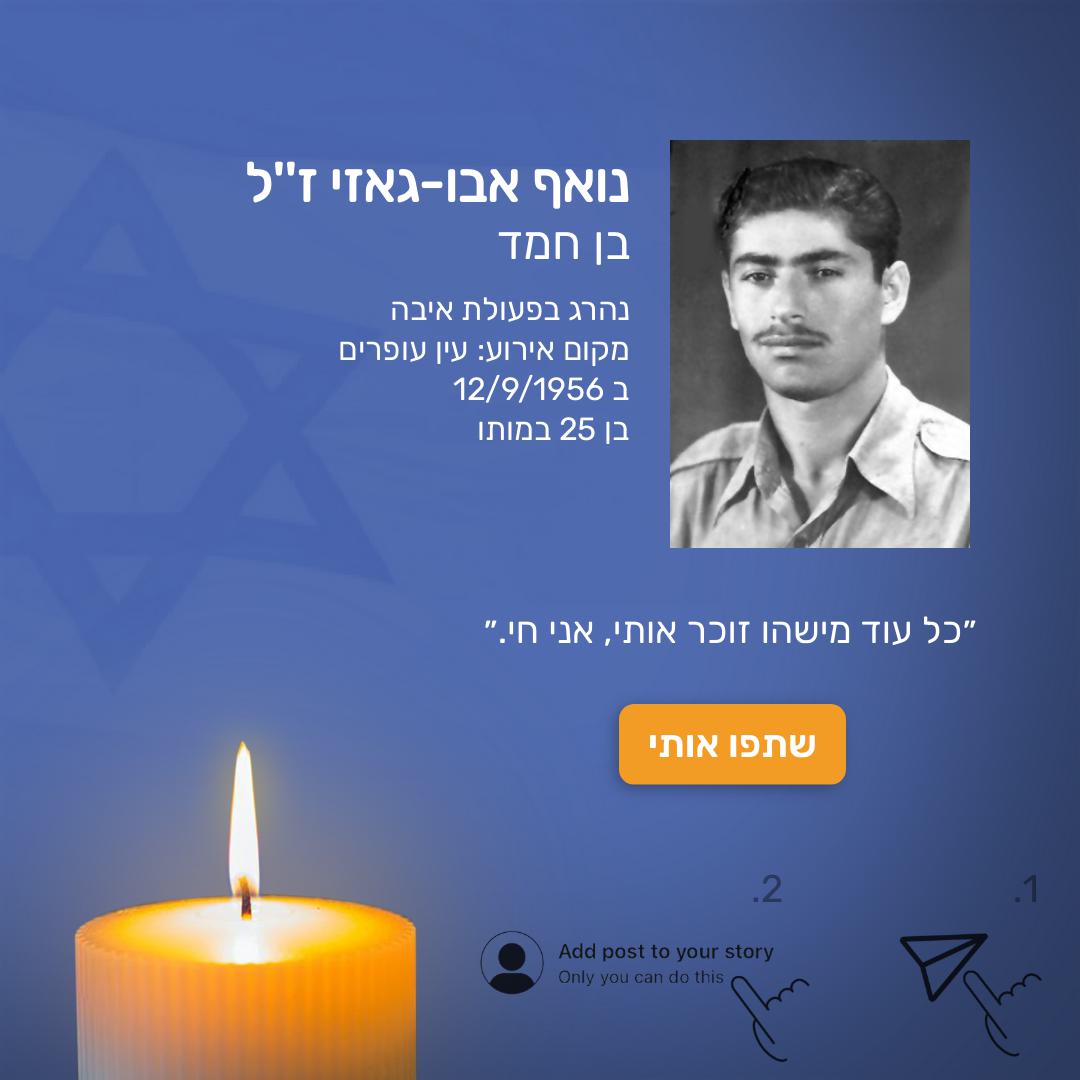 נואף אבו-גאזי ז"ל
בן חמד
נהרג בפעולת איבה
מקום אירוע: עין עופרים
ב 12/9/1956
בן 25 במותו
״כל עוד מישהו זוכר אותי, אני חי.״
שתפו אותי
1.
2.
Add post to your story
Only you can do this